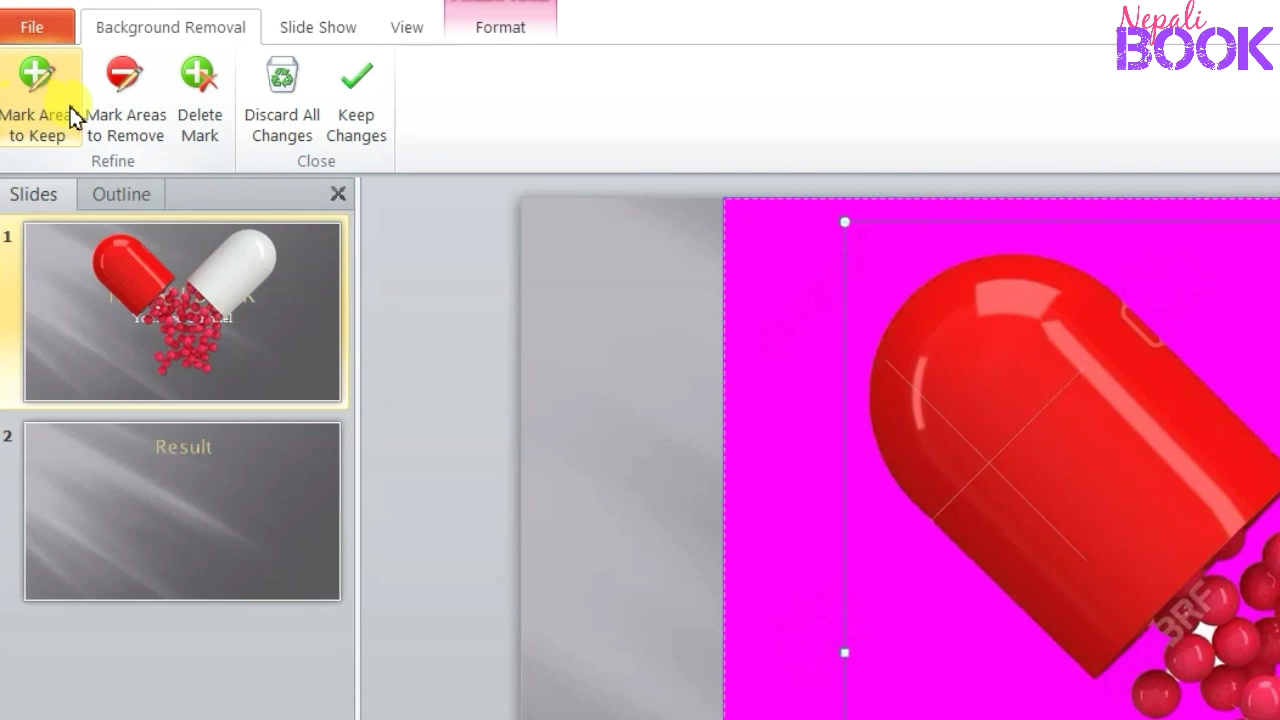 Nepali
BOOK
File
Background Removal
Slide Show
View
Format
Mark Areas
to Keep
Mark Areas
to Remove
Delete
Mark
Discard All
Changes
Keep
Changes
Refine
Close
Slides
Outline
1
2
Result
3RF